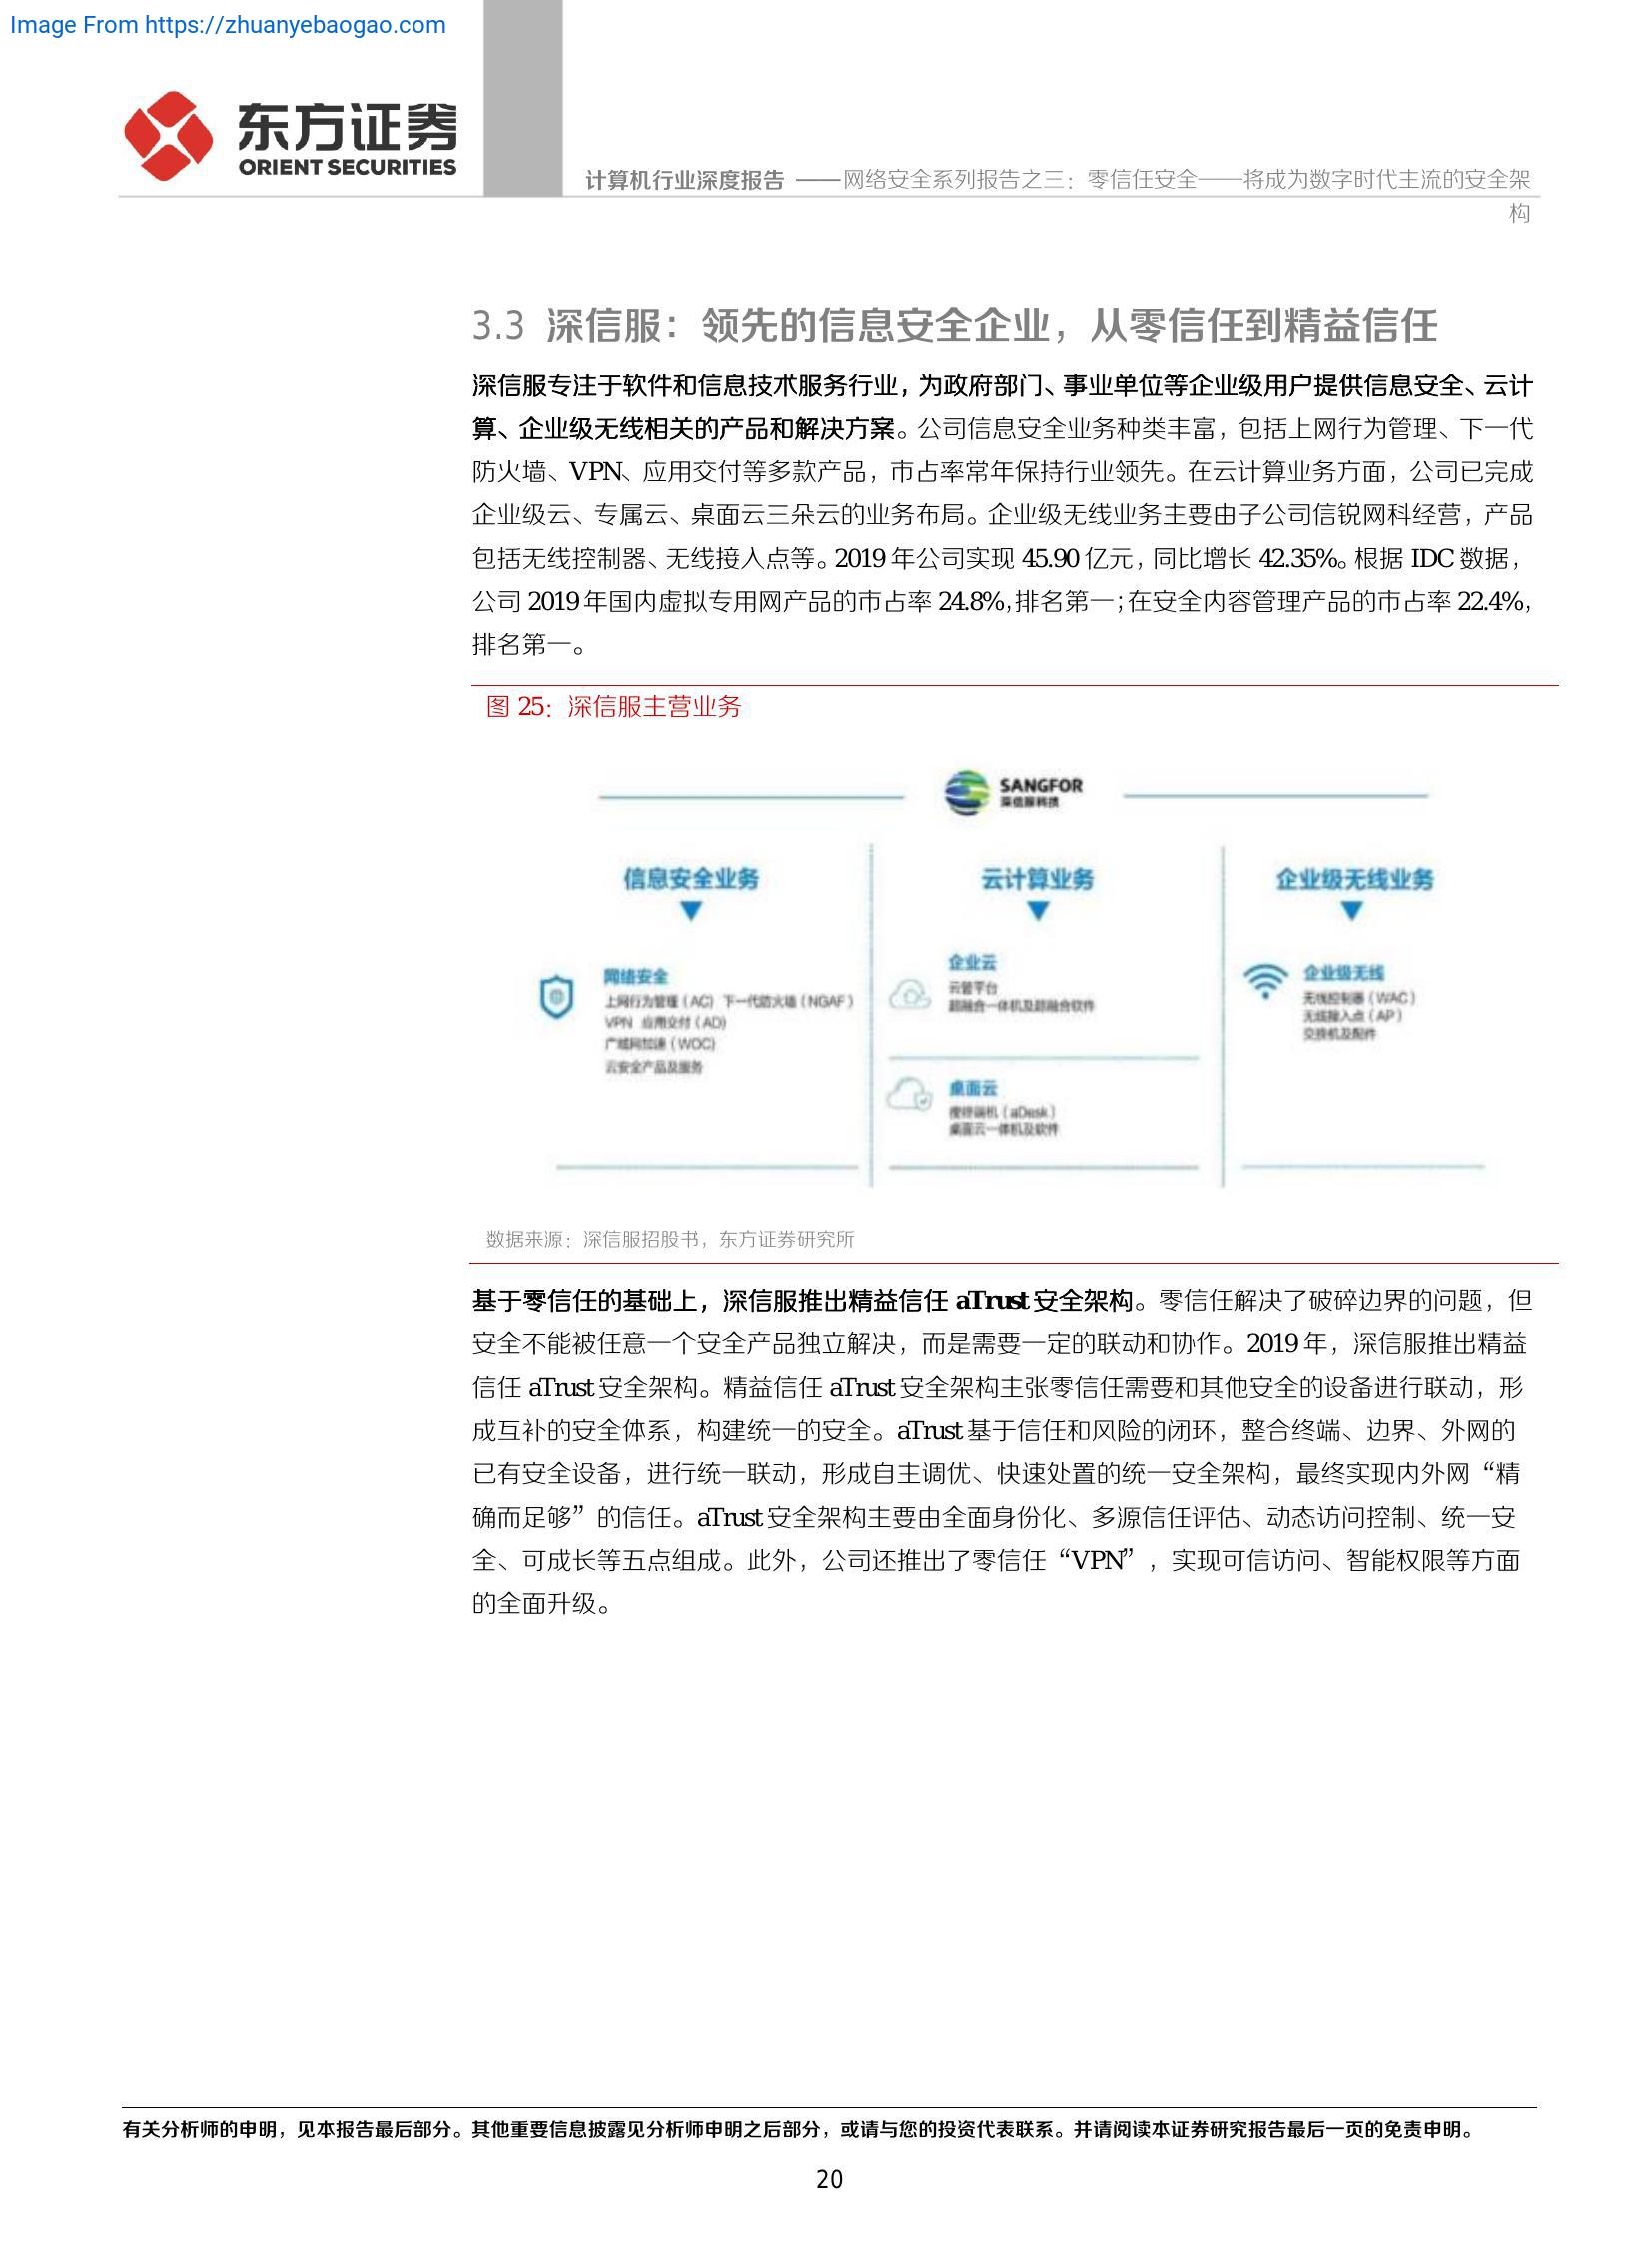 Image From https://zhuanyebaogao.com
东方证券
ORIENT SECURITIES
计算机行业深度报告 ——网络安全系列报告之三：零信任安全——将成为数字时代主流的安全架
构
3.3 深信服：领先的信息安全企业，从零信任到精益信任
深信服专注于软件和信息技术服务行业，为政府部门、事业单位等企业级用户提供信息安全、云计
算、企业级无线相关的产品和解决方案。公司信息安全业务种类丰富，包括上网行为管理、下一代
防火墙、VPN、应用交付等多款产品，市占率常年保持行业领先。在云计算业务方面，公司已完成
企业级云、专属云、桌面云三朵云的业务布局。企业级无线业务主要由子公司信锐网科经营，产品
包括无线控制器、无线接入点等。2019 年公司实现 45.90 亿元，同比增长 42.35%。根据 IDC 数据，
公司 2019 年国内虚拟专用网产品的市占率 24.8%，排名第一；在安全内容管理产品的市占率 22.4%，
排名第一。
图 25：深信服主营业务
SANGFOR
深信服科技
信息安全业务
云计算业务
企业级无线业务
网络安全
上网行为管理（AC） 下一代防火墙（NGAF）
VPN 应用交付（AD）
广域网加速（WOC）
云安全产品及服务
企业云
云管平台
超融合一体机及超融合软件
桌面云
瘦终端机（aDesk）
桌面云一体机及软件
企业级无线
无线控制器（WAC）
无线接入点（AP）
交换机及配件
数据来源：深信服招股书，东方证券研究所
基于零信任的基础上，深信服推出精益信任 aTrust 安全架构。零信任解决了破碎边界的问题，但
安全不能被任意一个安全产品独立解决，而是需要一定的联动和协作。2019 年，深信服推出精益
信任 aTrust 安全架构。精益信任 aTrust 安全架构主张零信任需要和其他安全的设备进行联动，形
成互补的安全体系，构建统一的安全。aTrust 基于信任和风险的闭环，整合终端、边界、外网的
已有安全设备，进行统一联动，形成自主调优、快速处置的统一安全架构，最终实现内外网“精
确而足够”的信任。aTrust 安全架构主要由全面身份化、多源信任评估、动态访问控制、统一安
全、可成长等五点组成。此外，公司还推出了零信任“VPN”，实现可信访问、智能权限等方面
的全面升级。
有关分析师的申明，见本报告最后部分。其他重要信息披露见分析师申明之后部分，或请与您的投资代表联系。并请阅读本证券研究报告最后一页的免责申明。
20